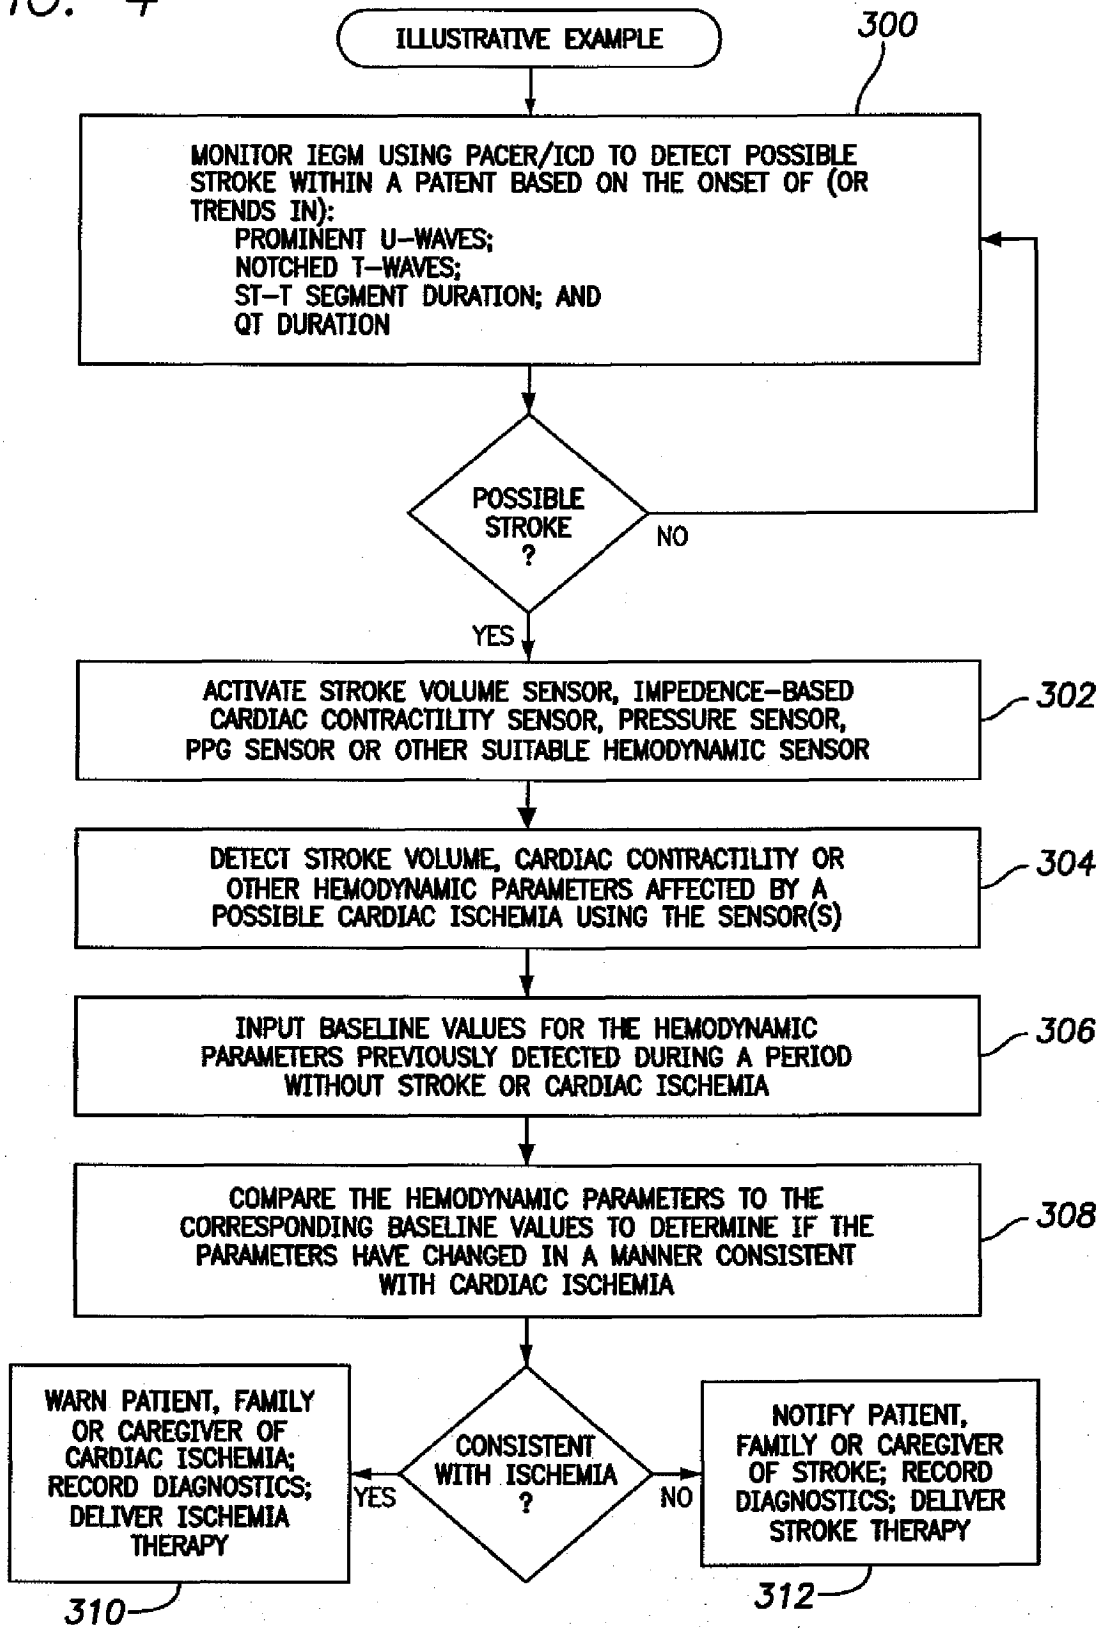 ILLUSTRATIVE EXAMPLE
300
MONITOR IEGM USING PACER/ICD TO DETECT POSSIBLE
STROKE WITHIN A PATENT BASED ON THE ONSET OF (OR
TRENDS IN):
PROMINENT U-WAVES;
NOTCHED T-WAVES;
ST-T SEGMENT DURATION; AND
QT DURATION
POSSIBLE
STROKE
?
NO
YES
ACTIVATE STROKE VOLUME SENSOR, IMPEDENCE-BASED
CARDIAC CONTRACTILITY SENSOR, PRESSURE SENSOR,
PPG SENSOR OR OTHER SUITABLE HEMODYNAMIC SENSOR
302
DETECT STROKE VOLUME, CARDIAC CONTRACTILITY OR
OTHER HEMODYNAMIC PARAMETERS AFFECTED BY A
POSSIBLE CARDIAC ISCHEMIA USING THE SENSOR(S)
304
INPUT BASELINE VALUES FOR THE HEMODYNAMIC
PARAMETERS PREVIOUSLY DETECTED DURING A PERIOD
WITHOUT STROKE OR CARDIAC ISCHEMIA
306
COMPARE THE HEMODYNAMIC PARAMETERS TO THE
CORRESPONDING BASELINE VALUES TO DETERMINE IF THE
PARAMETERS HAVE CHANGED IN A MANNER CONSISTENT
WITH CARDIAC ISCHEMIA
308
CONSISTENT
WITH ISCHEMIA
?
YES
NO
WARN PATIENT, FAMILY
OR CAREGIVER OF
CARDIAC ISCHEMIA;
RECORD DIAGNOSTICS;
DELIVER ISCHEMIA
THERAPY
310
NOTIFY PATIENT,
FAMILY OR CAREGIVER
OF STROKE; RECORD
DIAGNOSTICS; DELIVER
STROKE THERAPY
312